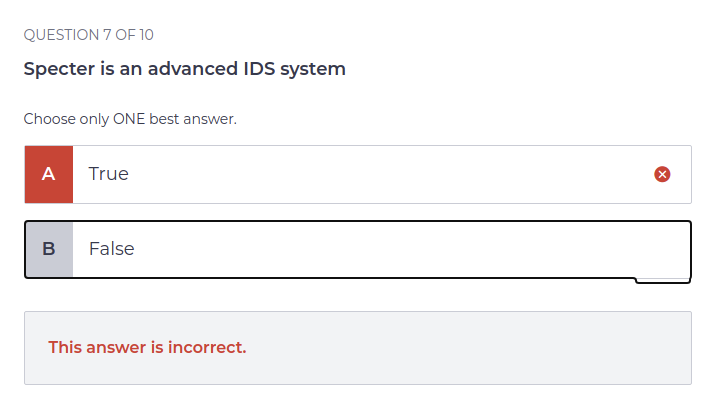 QUESTION 7 OF 10
Specter is an advanced IDS system
Choose only ONE best answer.
A True
B False
This answer is incorrect.